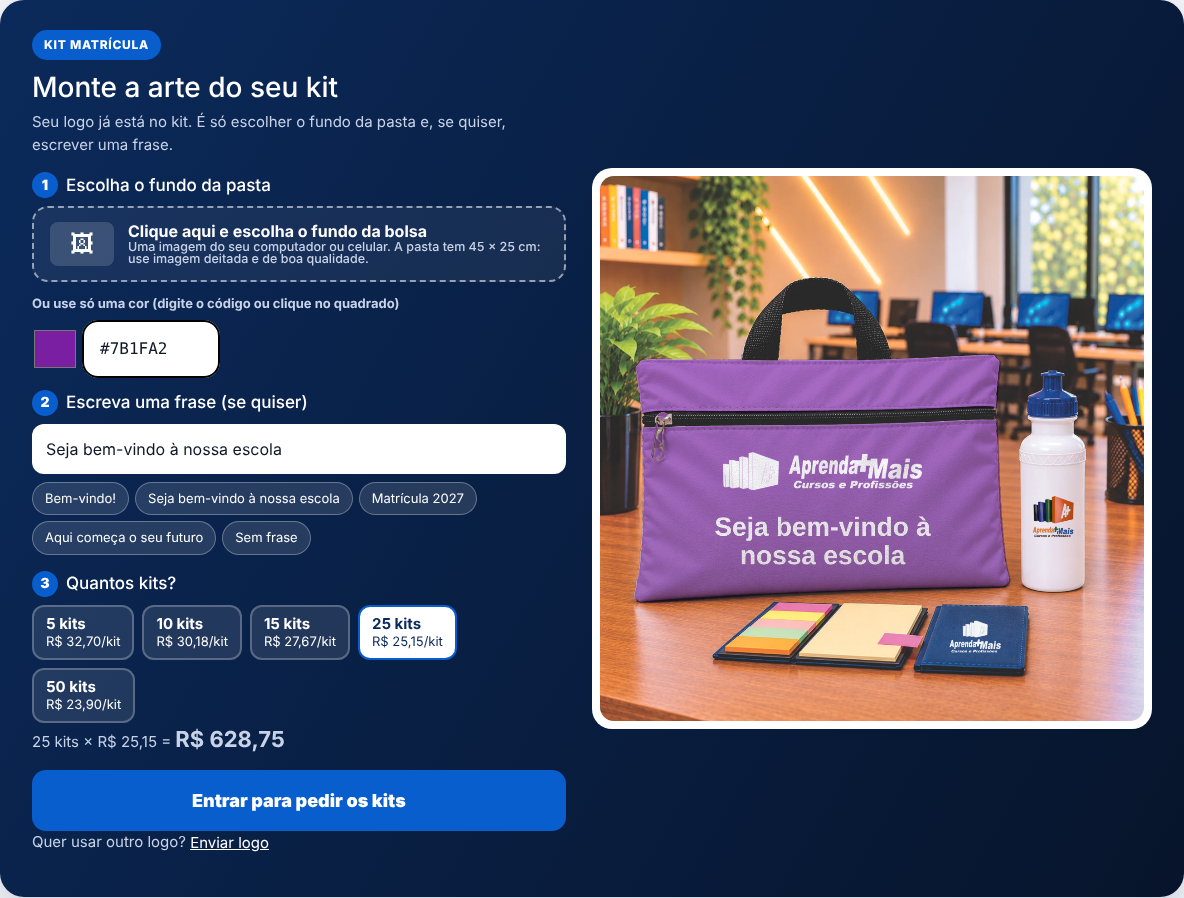 KIT MATRÍCULA
Monte a arte do seu kit
Seu logo já está no kit. É só escolher o fundo da pasta e, se quiser,
escrever uma frase.
1 Escolha o fundo da pasta
Clique aqui e escolha o fundo da bolsa
Uma imagem do seu computador ou celular. A pasta tem 45 × 25 cm:
use imagem deitada e de boa qualidade.
Ou use só uma cor (digite o código ou clique no quadrado)
#7B1FA2
2 Escreva uma frase (se quiser)
Seja bem-vindo à nossa escola
Bem-vindo! Seja bem-vindo à nossa escola Matrícula 2027
Aqui começa o seu futuro Sem frase
3 Quantos kits?
5 kits 10 kits 15 kits 25 kits
R$ 32,70/kit R$ 30,18/kit R$ 27,67/kit R$ 25,15/kit
50 kits
R$ 23,90/kit
25 kits × R$ 25,15 = R$ 628,75
Entrar para pedir os kits
Quer usar outro logo? Enviar logo
Aprenda+Mais
Cursos e Profissões
Seja bem-vindo à
nossa escola
A+
Aprenda+Mais
Cursos e Profissões
Aprenda+Mais
Cursos e Profissões